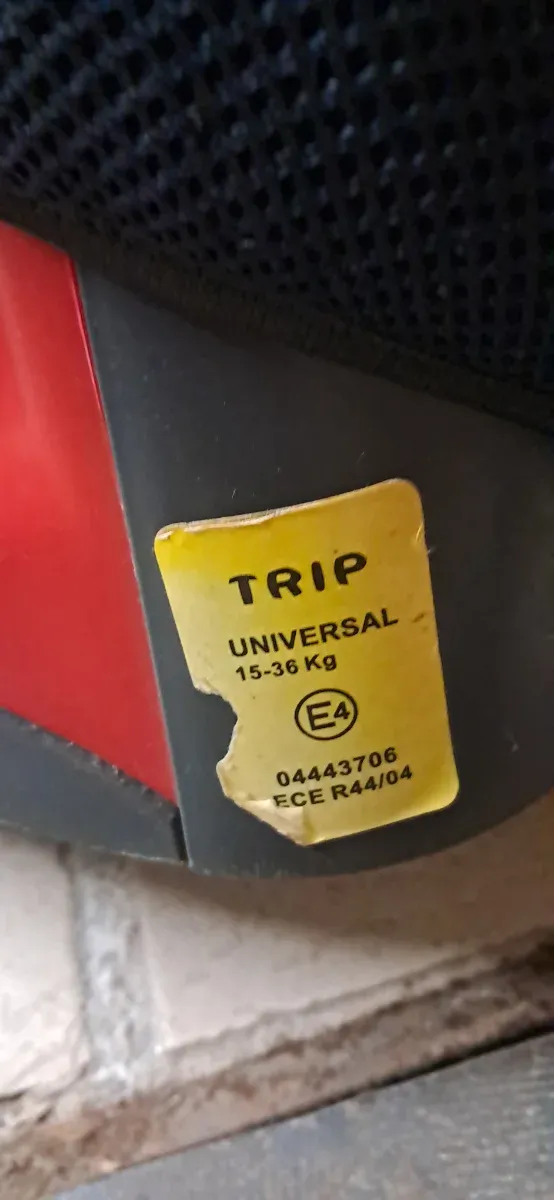 TRIP
UNIVERSAL
15-36 Kg
E4
04443706
ECE R44/04